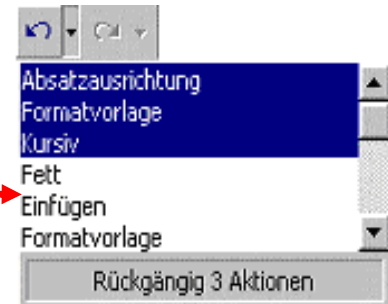 Absatzausrichtung
Formatvorlage
Kursiv
Fett
Einfügen
Formatvorlage
Rückgängig 3 Aktionen